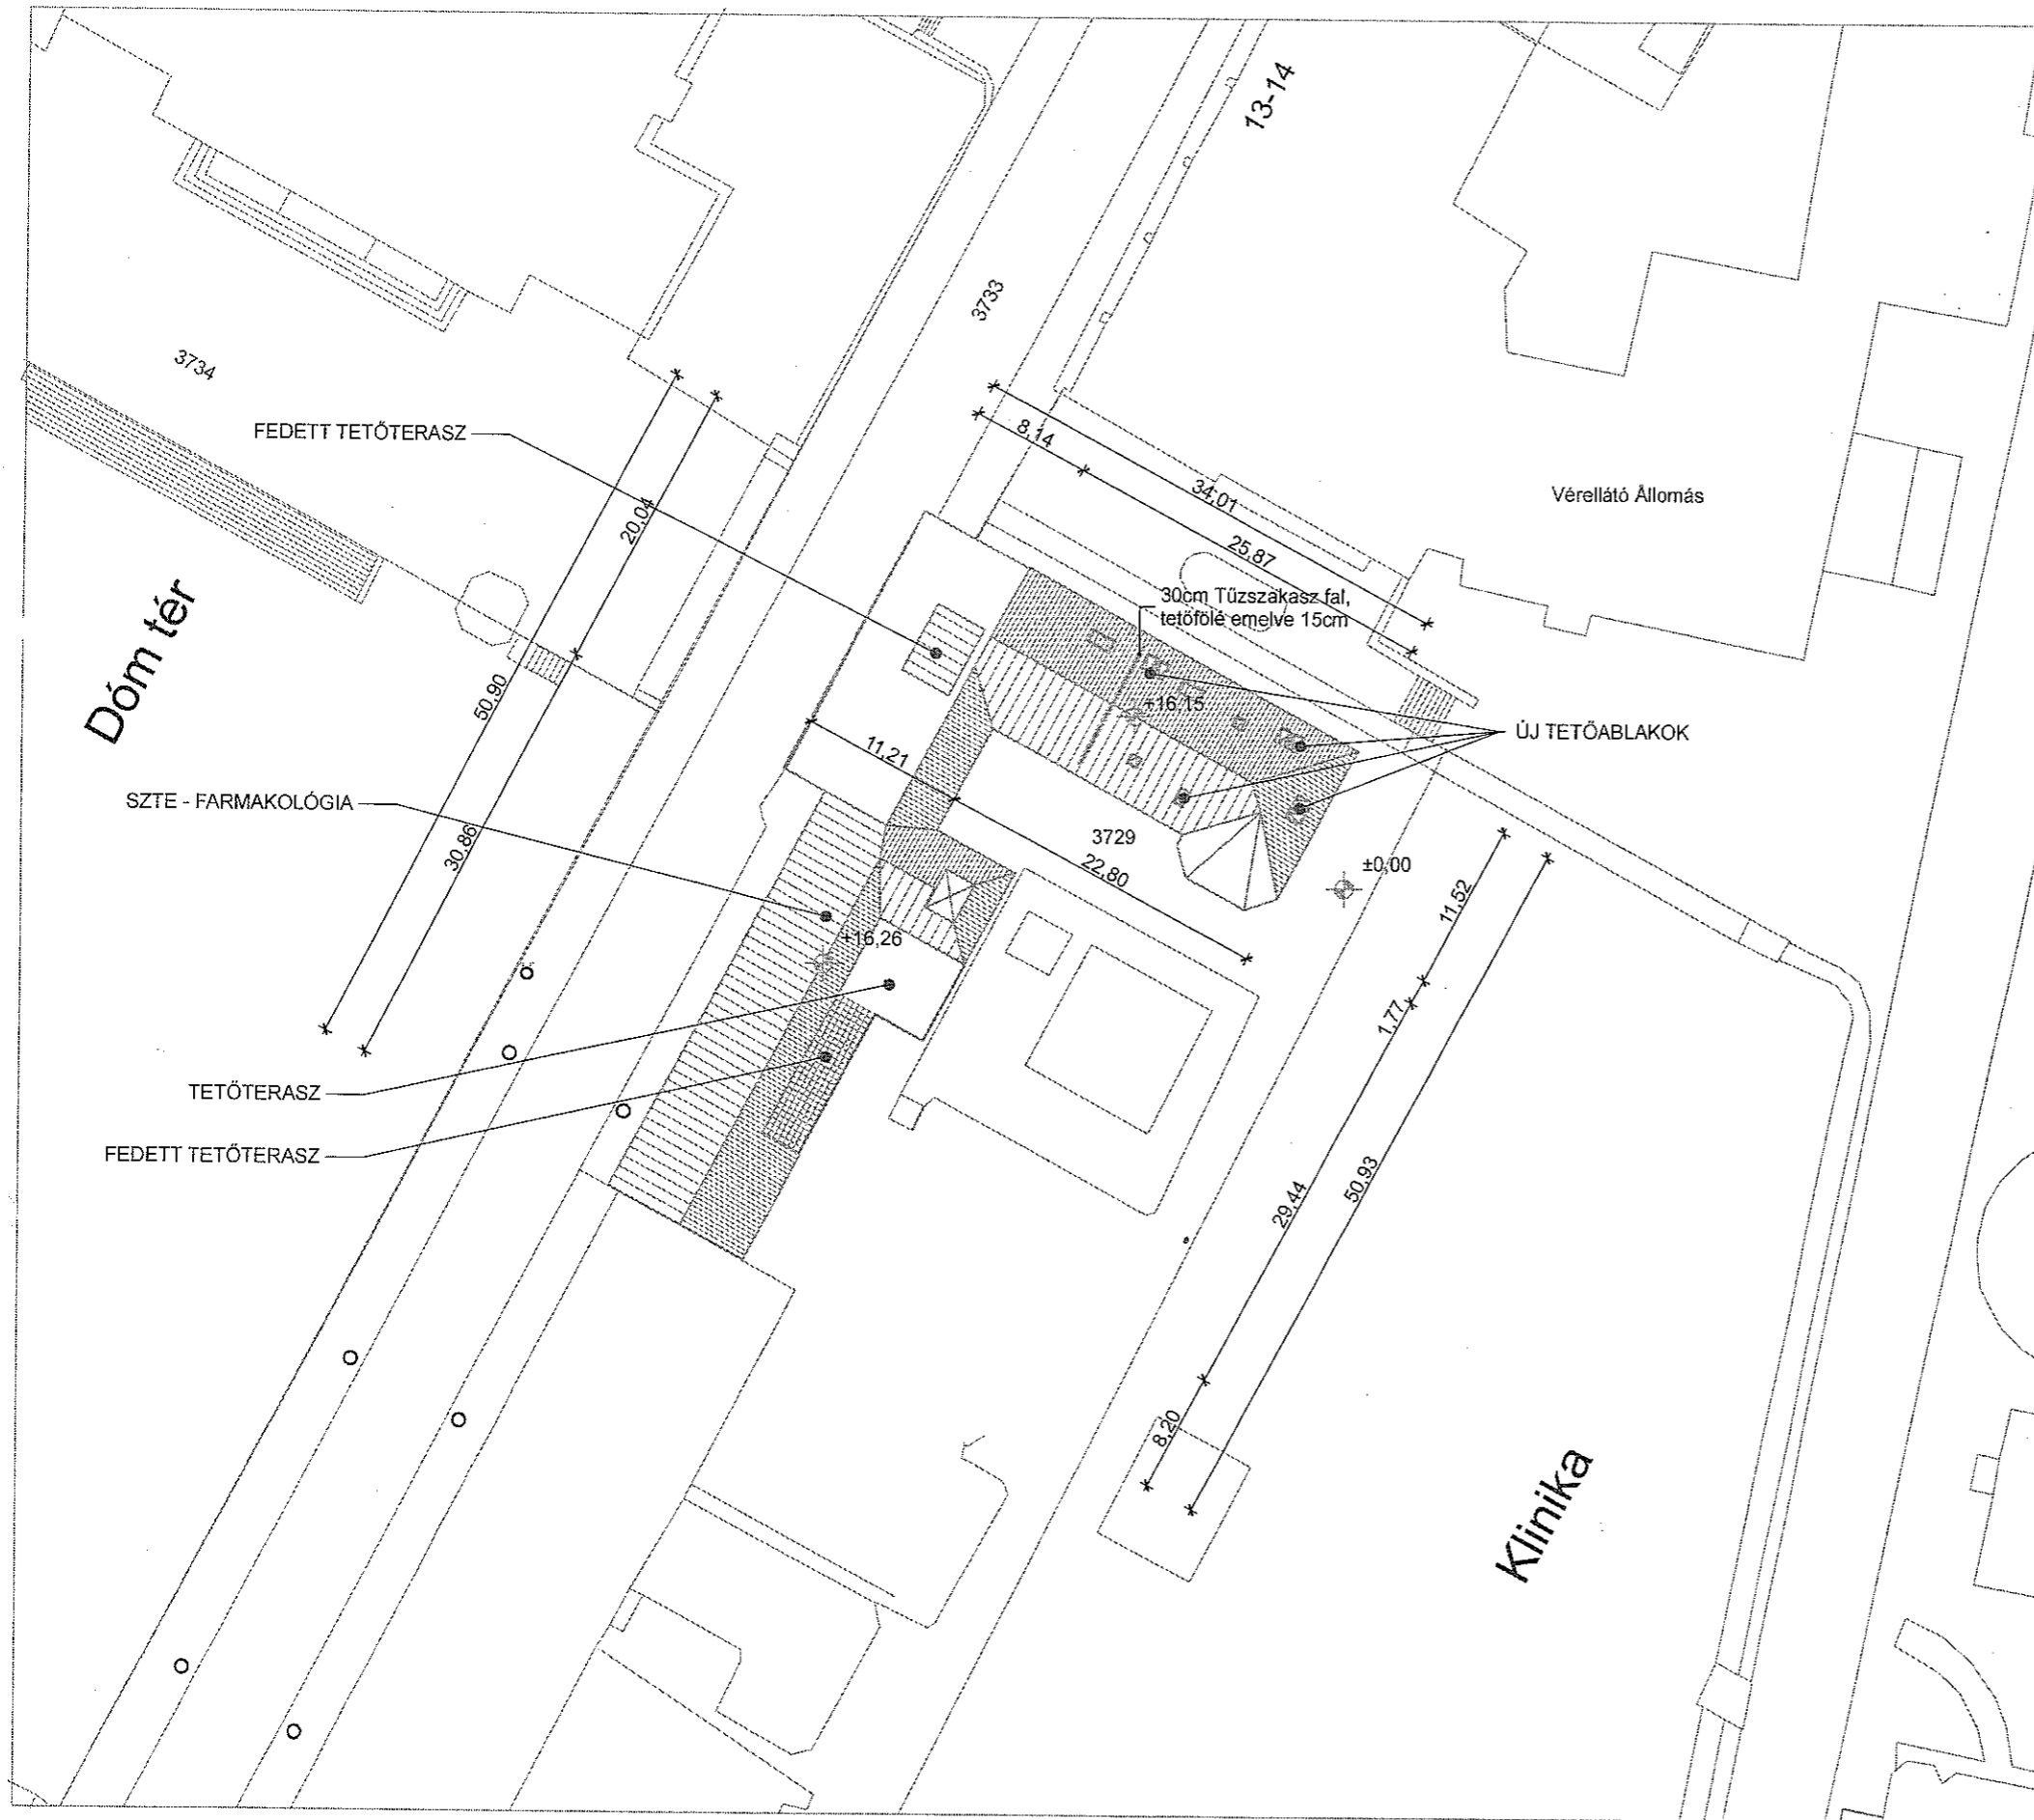 13-14
3733
3734
FEDETT TETŐTERASZ
8,14
34,01
25,87
Vérellátó Állomás
20,04
50,90
30,86
Dóm tér
30cm Tűzszakasz fal,
tetőfölé emelve 15cm
+16,15
ÚJ TETŐABLAKOK
11,21
SZTE - FARMAKOLÓGIA
3729
22,80
±0,00
11,52
+16,26
1,77
TETŐTERASZ
FEDETT TETŐTERASZ
29,44
50,93
8,20
Klinika